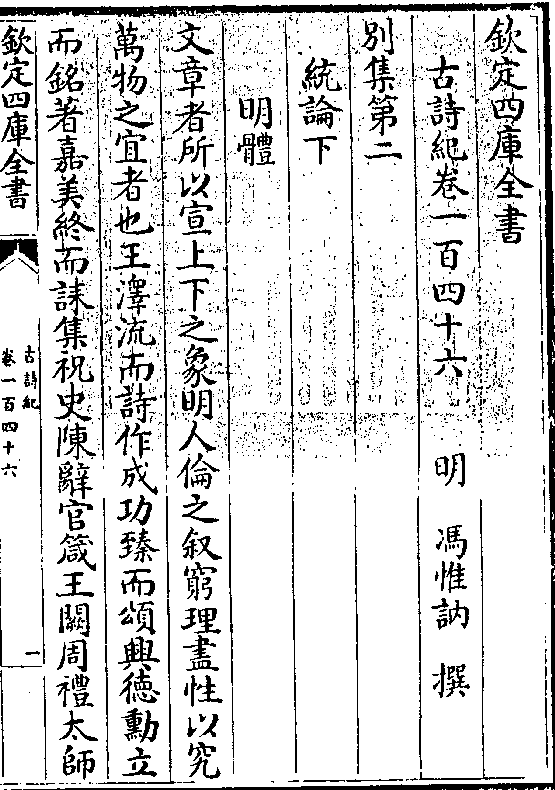 欽定四庫全書
古詩紀卷一百四十六　明　馮惟訥　撰
別集第二
統論下
明體
文章者所以宣上下之象明人倫之叙窮理盡性以究
萬物之宜者也王澤流而詩作成功臻而頌興德勳立
而銘著嘉美終而誄集祝史陳辭官箴王闕周禮太師
欽定四庫全書
古詩紀
卷一百四十六
一